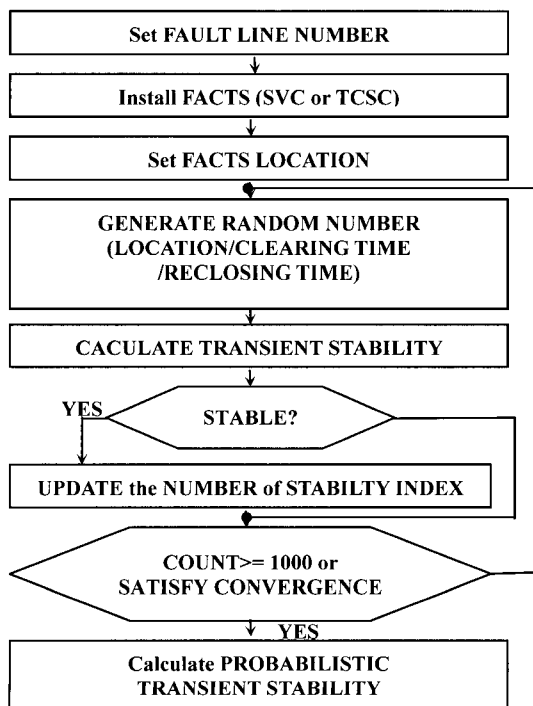 Set FAULT LINE NUMBER
Install FACTS (SVC or TCSC)
Set FACTS LOCATION
GENERATE RANDOM NUMBER
(LOCATION/CLEARING TIME
/RECLOSING TIME)
CACULATE TRANSIENT STABILITY
YES
STABLE?
UPDATE the NUMBER of STABILTY INDEX
COUNT>= 1000 or
SATISFY CONVERGENCE
YES
Calculate PROBABILISTIC
TRANSIENT STABILITY